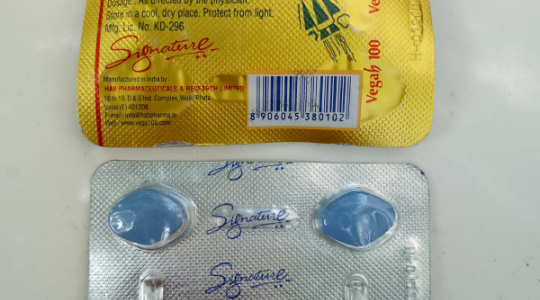 Dosage : As directed by the physician.
Store in a cool, dry place. Protect from light.
Mfg. Lic. No. KD-296
Signature
Manufactured in India by
HAB PHARMACEUTICALS & RESEARCH LIMITED
Vegah 100
8 906045 380102
Signature
Signature
Signature